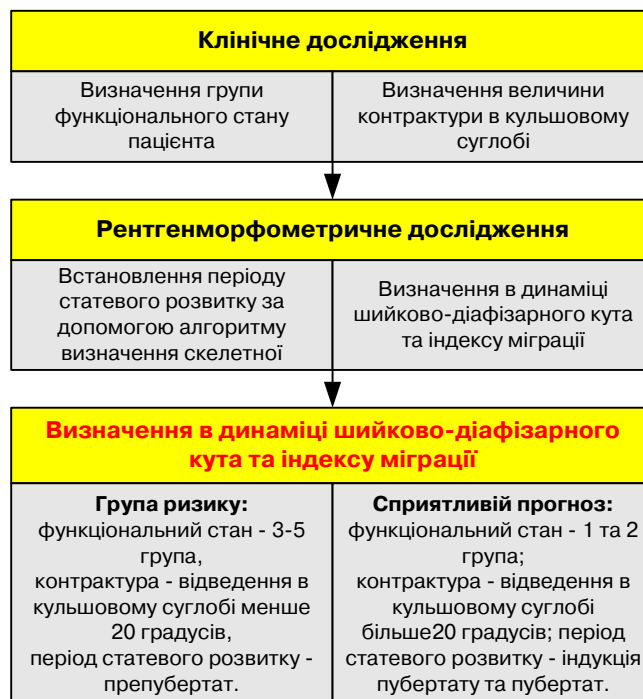 Клінічне дослідження
Визначення групи
функціонального стану
пацієнта
Визначення величини
контрактури в кульшовому
суглобі
Рентгенморфометричне дослідження
Встановлення періоду
статевого розвитку за
допомогою алгоритму
визначення скелетної
Визначення в динаміці
шийково-діафізарного кута
та індексу міграції
Визначення в динаміці шийково-діафізарного
кута та індексу міграції
Група ризику:
функціональний стан - 3-5
група,
контрактура - відведення в
кульшовому суглобі менше
20 градусів,
період статевого розвитку -
препубертат.
Сприятливій прогноз:
функціональний стан - 1 та 2
група;
контрактура - відведення в
кульшовому суглобі
більше20 градусів; період
статевого розвитку - індукція
пубертату та пубертат.